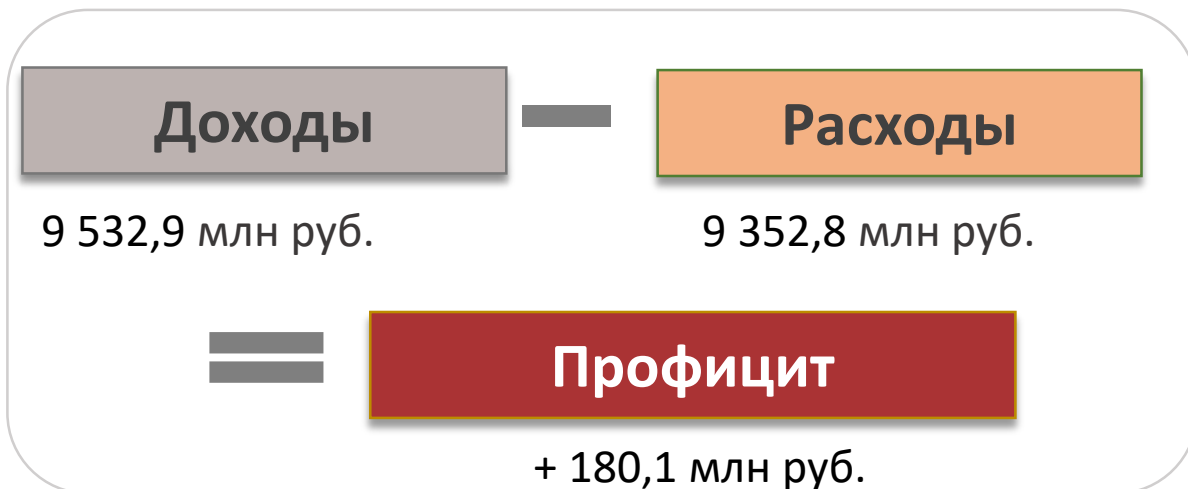 Доходы
Расходы
9 532,9 млн руб.
9 352,8 млн руб.
Профицит
+ 180,1 млн руб.